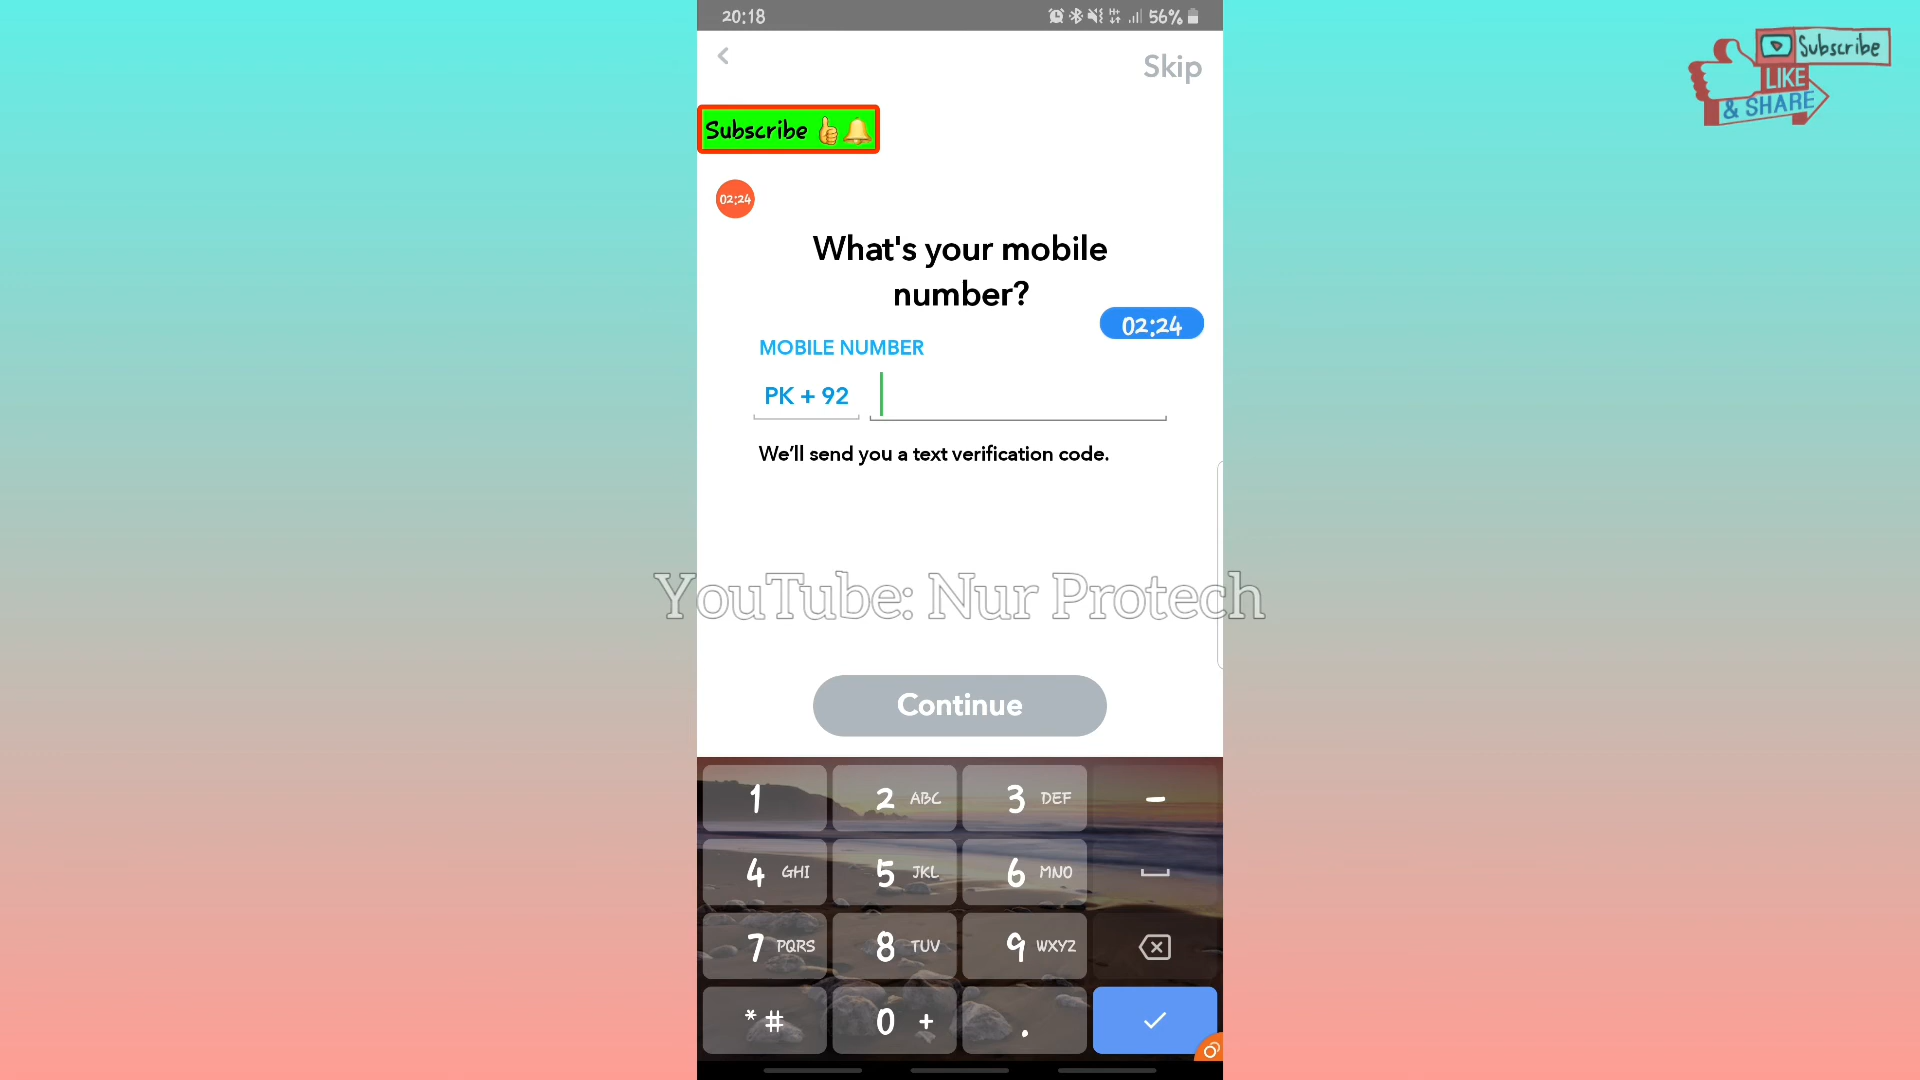 20:18
56%
Subscribe
LIKE
& SHARE
Skip
Subscribe
02:24
What's your mobile
number?
02:24
MOBILE NUMBER
PK + 92
We'll send you a text verification code.
YouTube: Nur Protech
Continue
1 2 ABC 3 DEF -
4 GHI 5 JKL 6 MNO
7 PQRS 8 TUV 9 WXYZ
*# 0 + .